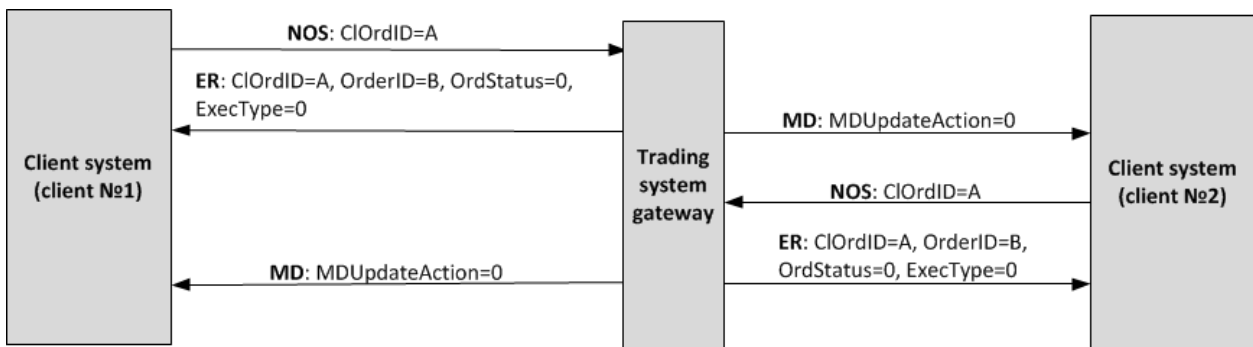 NOS: ClOrdID=A
ER: ClOrdID=A, OrderID=B, OrdStatus=0,
ExecType=0
MD: MDUpdateAction=0
Client system
(client №1)
Trading
system
gateway
Client system
(client №2)
NOS: ClOrdID=A
ER: ClOrdID=A, OrderID=B,
OrdStatus=0, ExecType=0
MD: MDUpdateAction=0